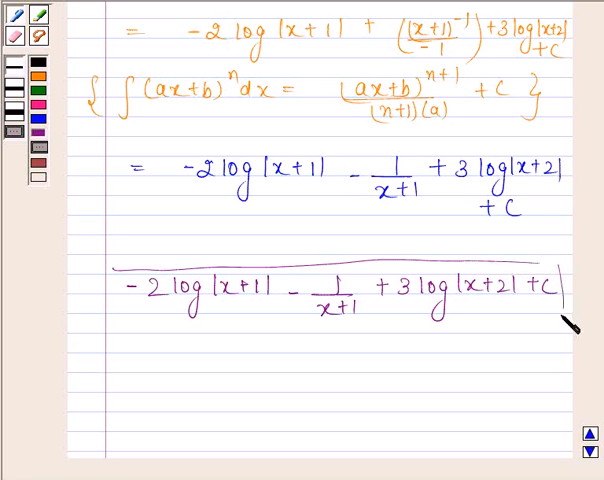 = -2 log |x+1| + ((x+1)^-1 / -1) + 3 log |x+2| + C
{ ∫ (ax+b)^n dx = (ax+b)^n+1 / (n+1)(a) + C }
= -2 log |x+1| - 1/x+1 + 3 log |x+2| + C
-2 log |x+1| - 1/x+1 + 3 log |x+2| + C